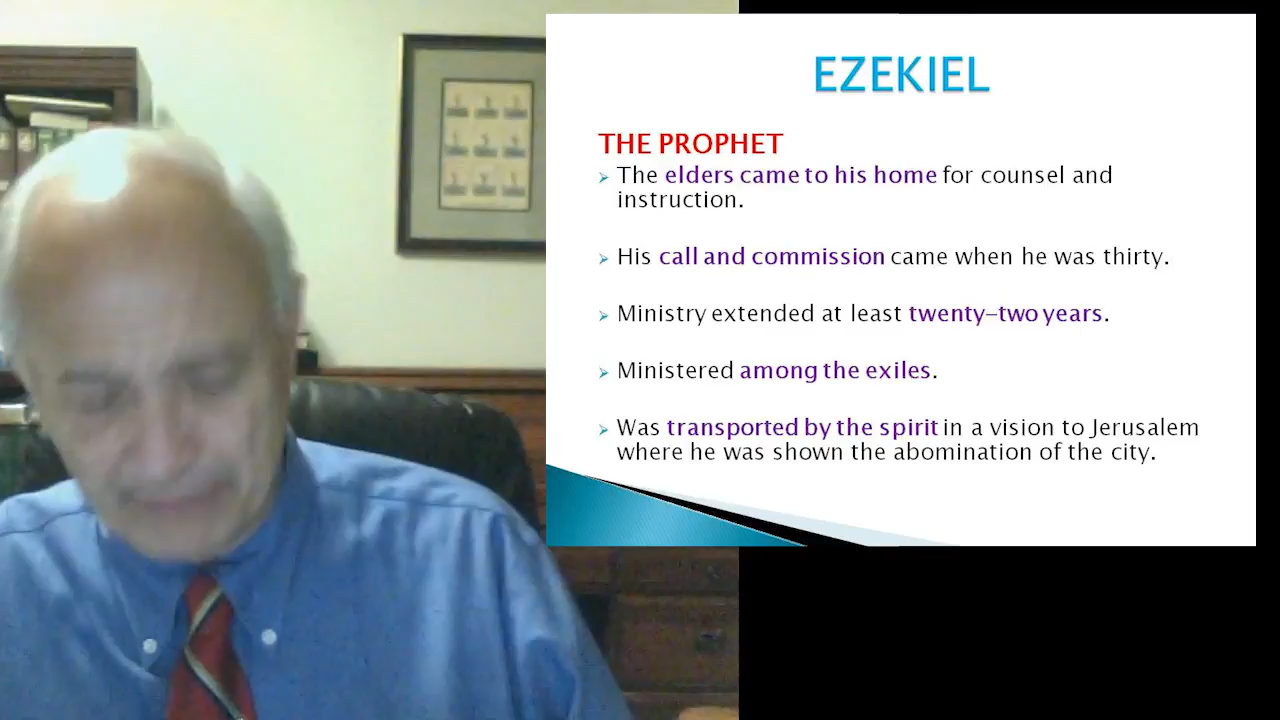 EZEKIEL
THE PROPHET
The elders came to his home for counsel and
instruction.
His call and commission came when he was thirty.
Ministry extended at least twenty-two years.
Ministered among the exiles.
Was transported by the spirit in a vision to Jerusalem
where he was shown the abomination of the city.